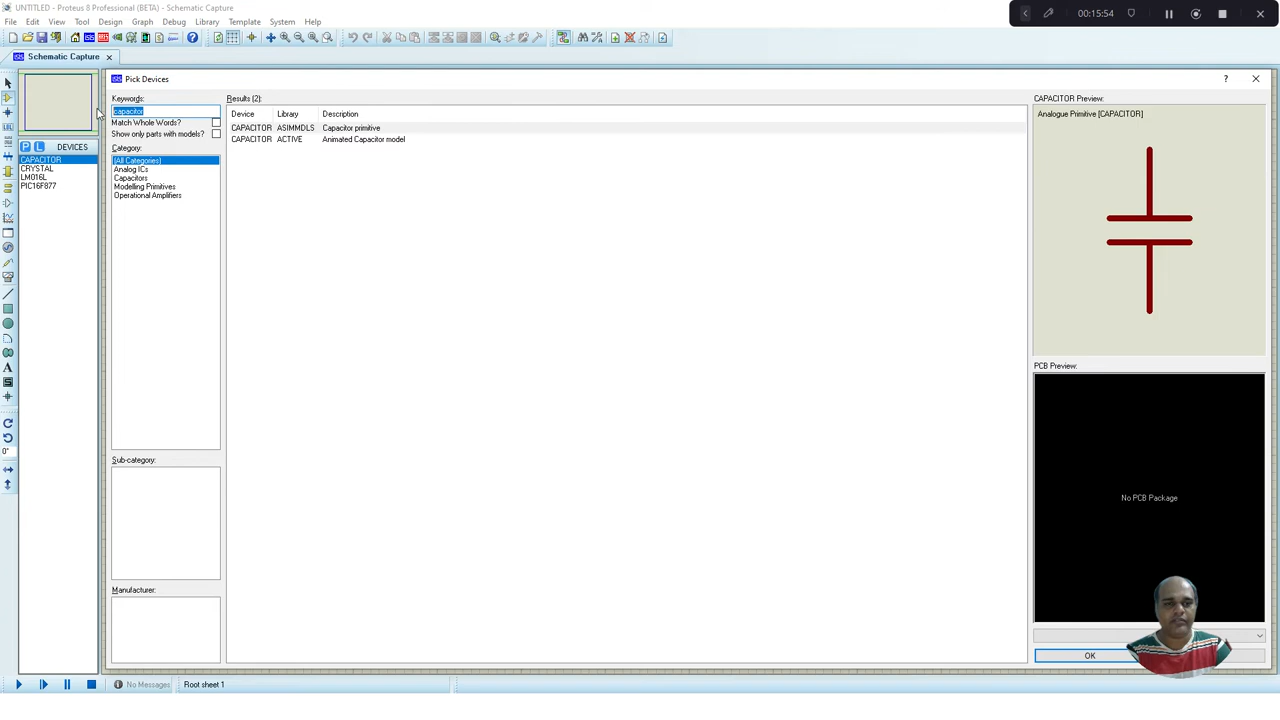 UNTITLED - Proteus 8 Professional (BETA) - Schematic Capture
File Edit View Tool Design Graph Debug Library Template System Help
00:15:54
Schematic Capture
Pick Devices
Keywords:
capacitor
Match Whole Words?
Show only parts with models?
Category:
(All Categories)
Analog ICs
Capacitors
Modelling Primitives
Operational Amplifiers
Sub-category:
Manufacturer:
Results (2):
Device Library Description
CAPACITOR ASIMMDLS Capacitor primitive
CAPACITOR ACTIVE Animated Capacitor model
CAPACITOR Preview:
Analogue Primitive [CAPACITOR]
PCB Preview:
No PCB Package
OK
P L DEVICES
CAPACITOR
CRYSTAL
LM016L
PIC16F877
LBL
A
0°
No Messages
Root sheet 1